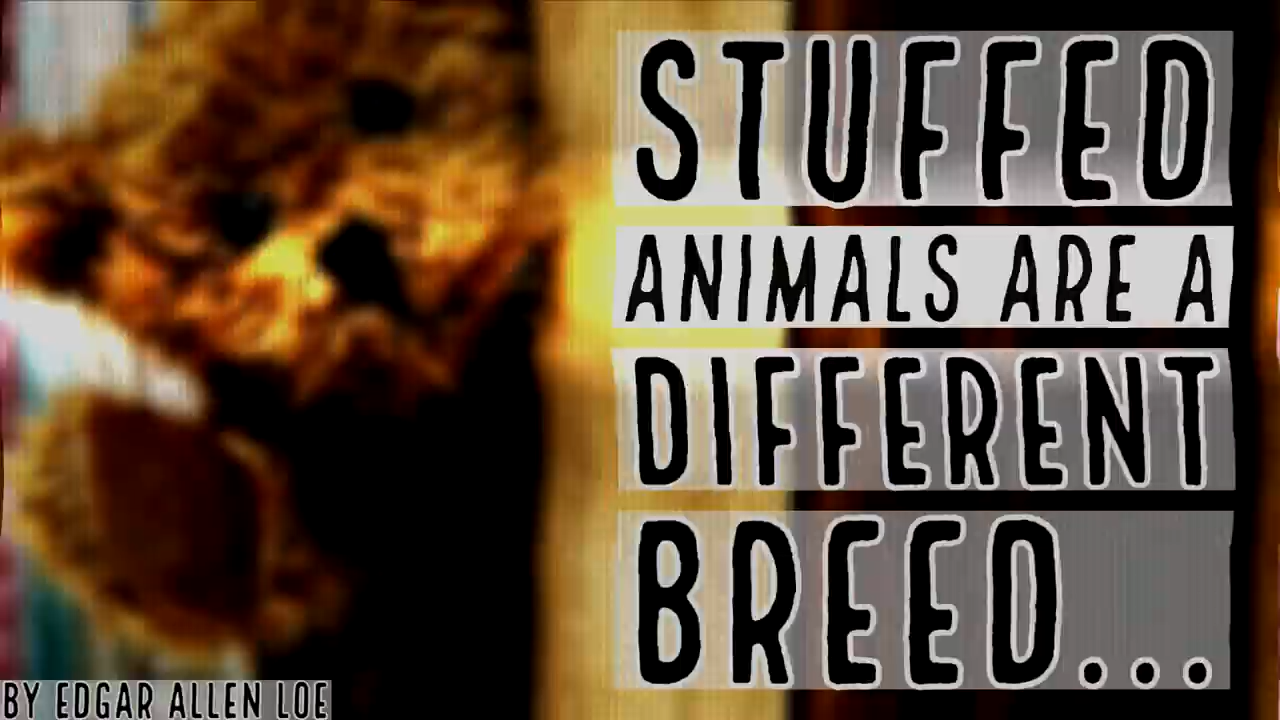 STUFFED
ANIMALS ARE A
DIFFERENT
BREED...
BY EDGAR ALLEN LOE